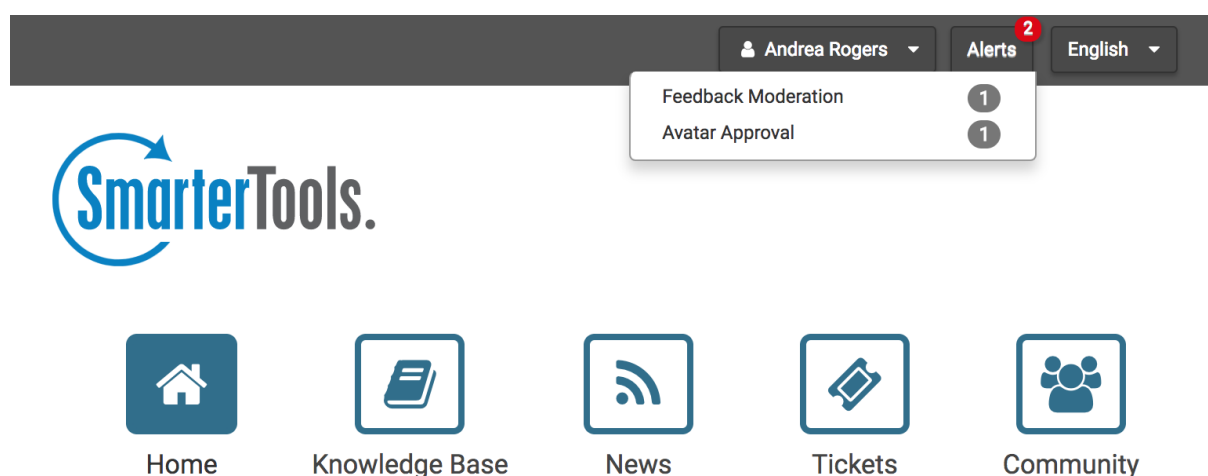 Andrea Rogers
Alerts
2
English
Feedback Moderation 1
Avatar Approval 1
SmarterTools.
Home
Knowledge Base
News
Tickets
Community